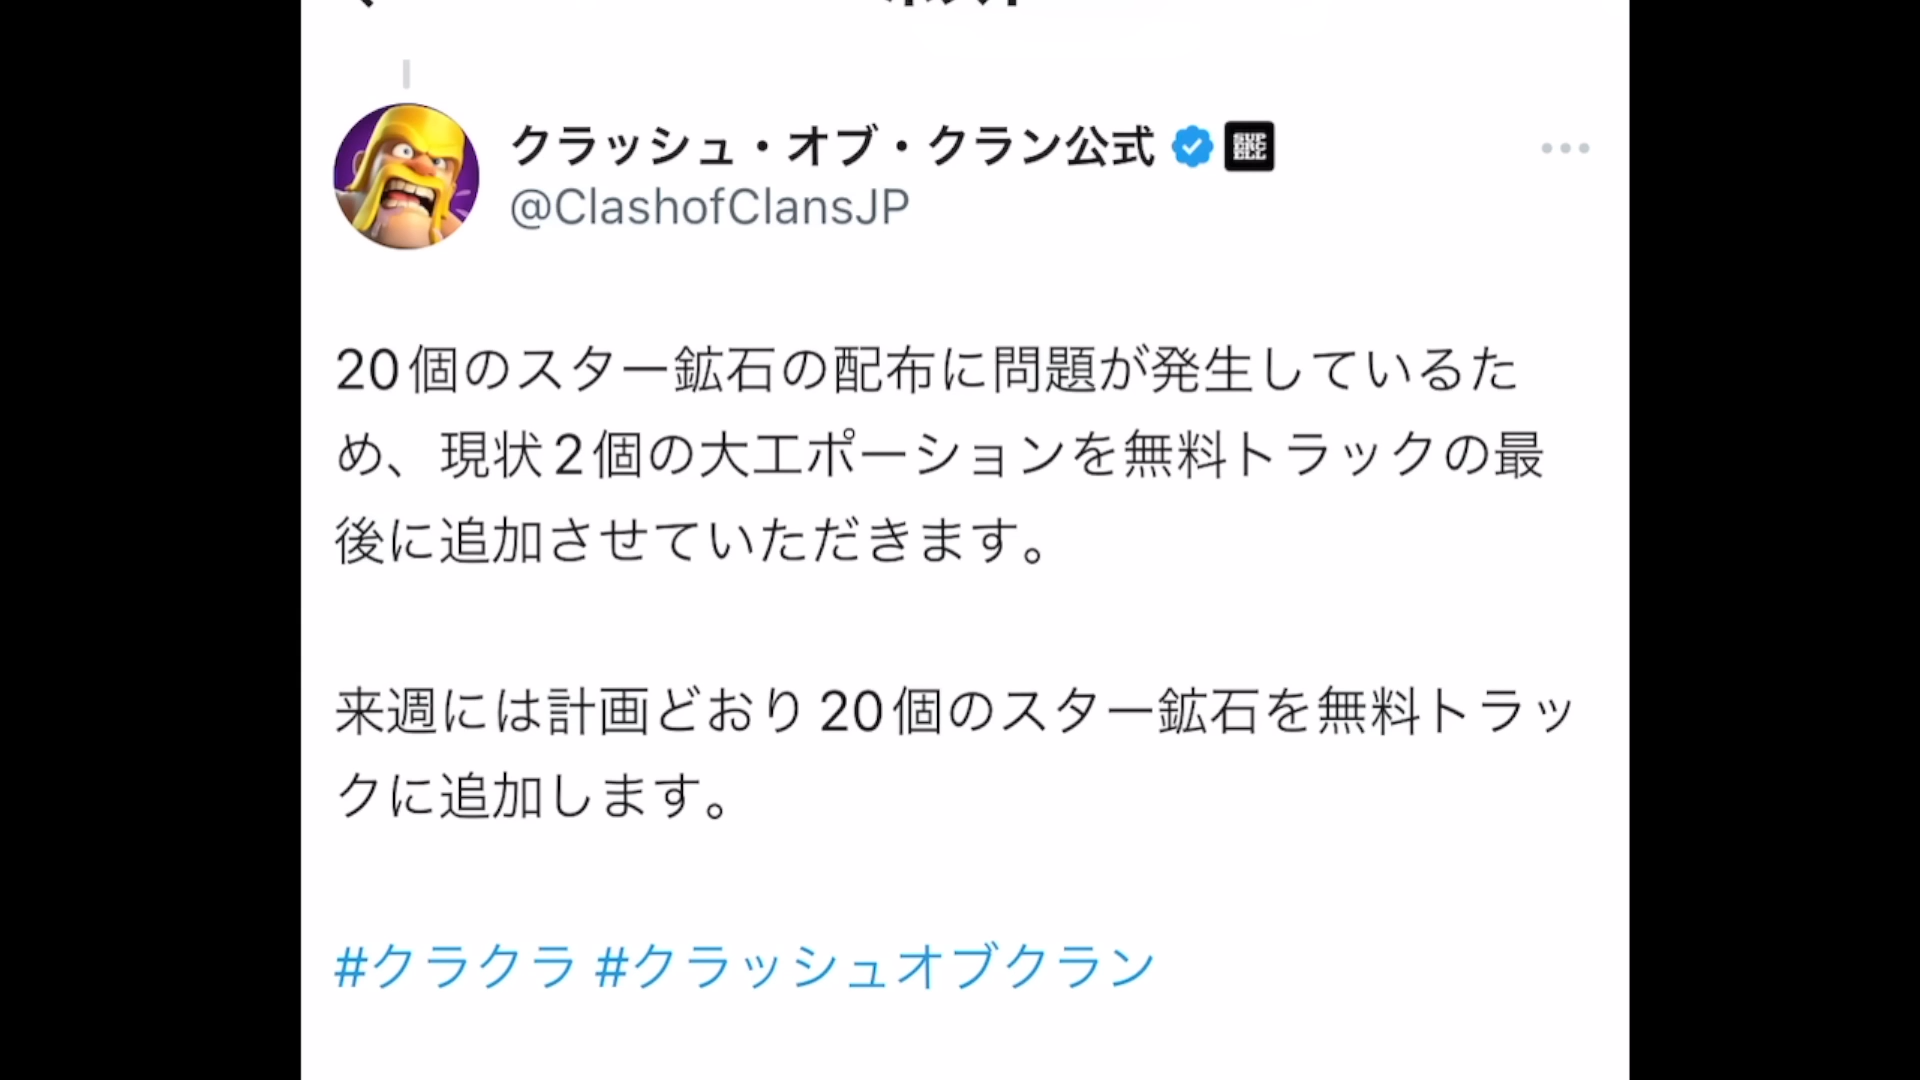 クラッシュ・オブ・クラン公式
SUPERCELL
@ClashofClansJP
20個のスター鉱石の配布に問題が発生しているた
め、現状2個の大工ポーションを無料トラックの最
後に追加させていただきます。
来週には計画どおり20個のスター鉱石を無料トラッ
クに追加します。
#クラクラ #クラッシュオブクラン